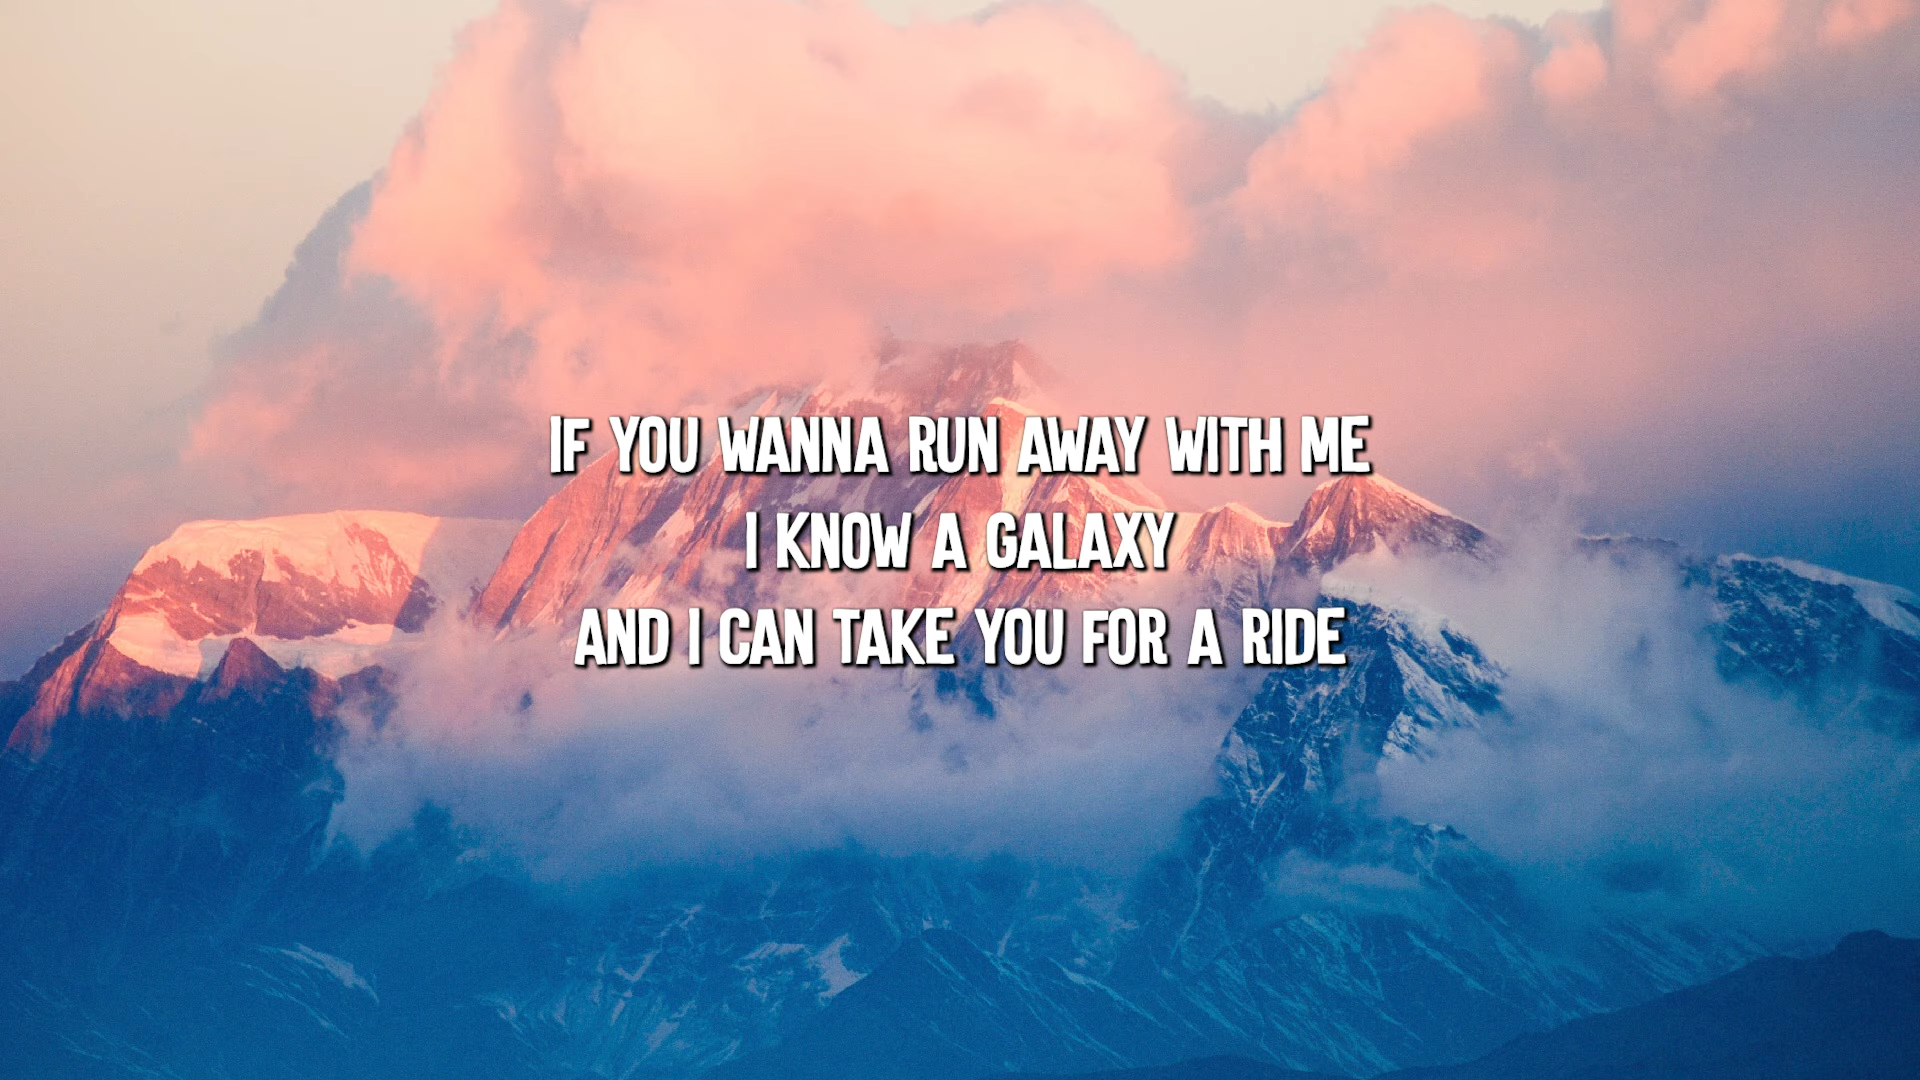 IF YOU WANNA RUN AWAY WITH ME
I KNOW A GALAXY
AND I CAN TAKE YOU FOR A RIDE